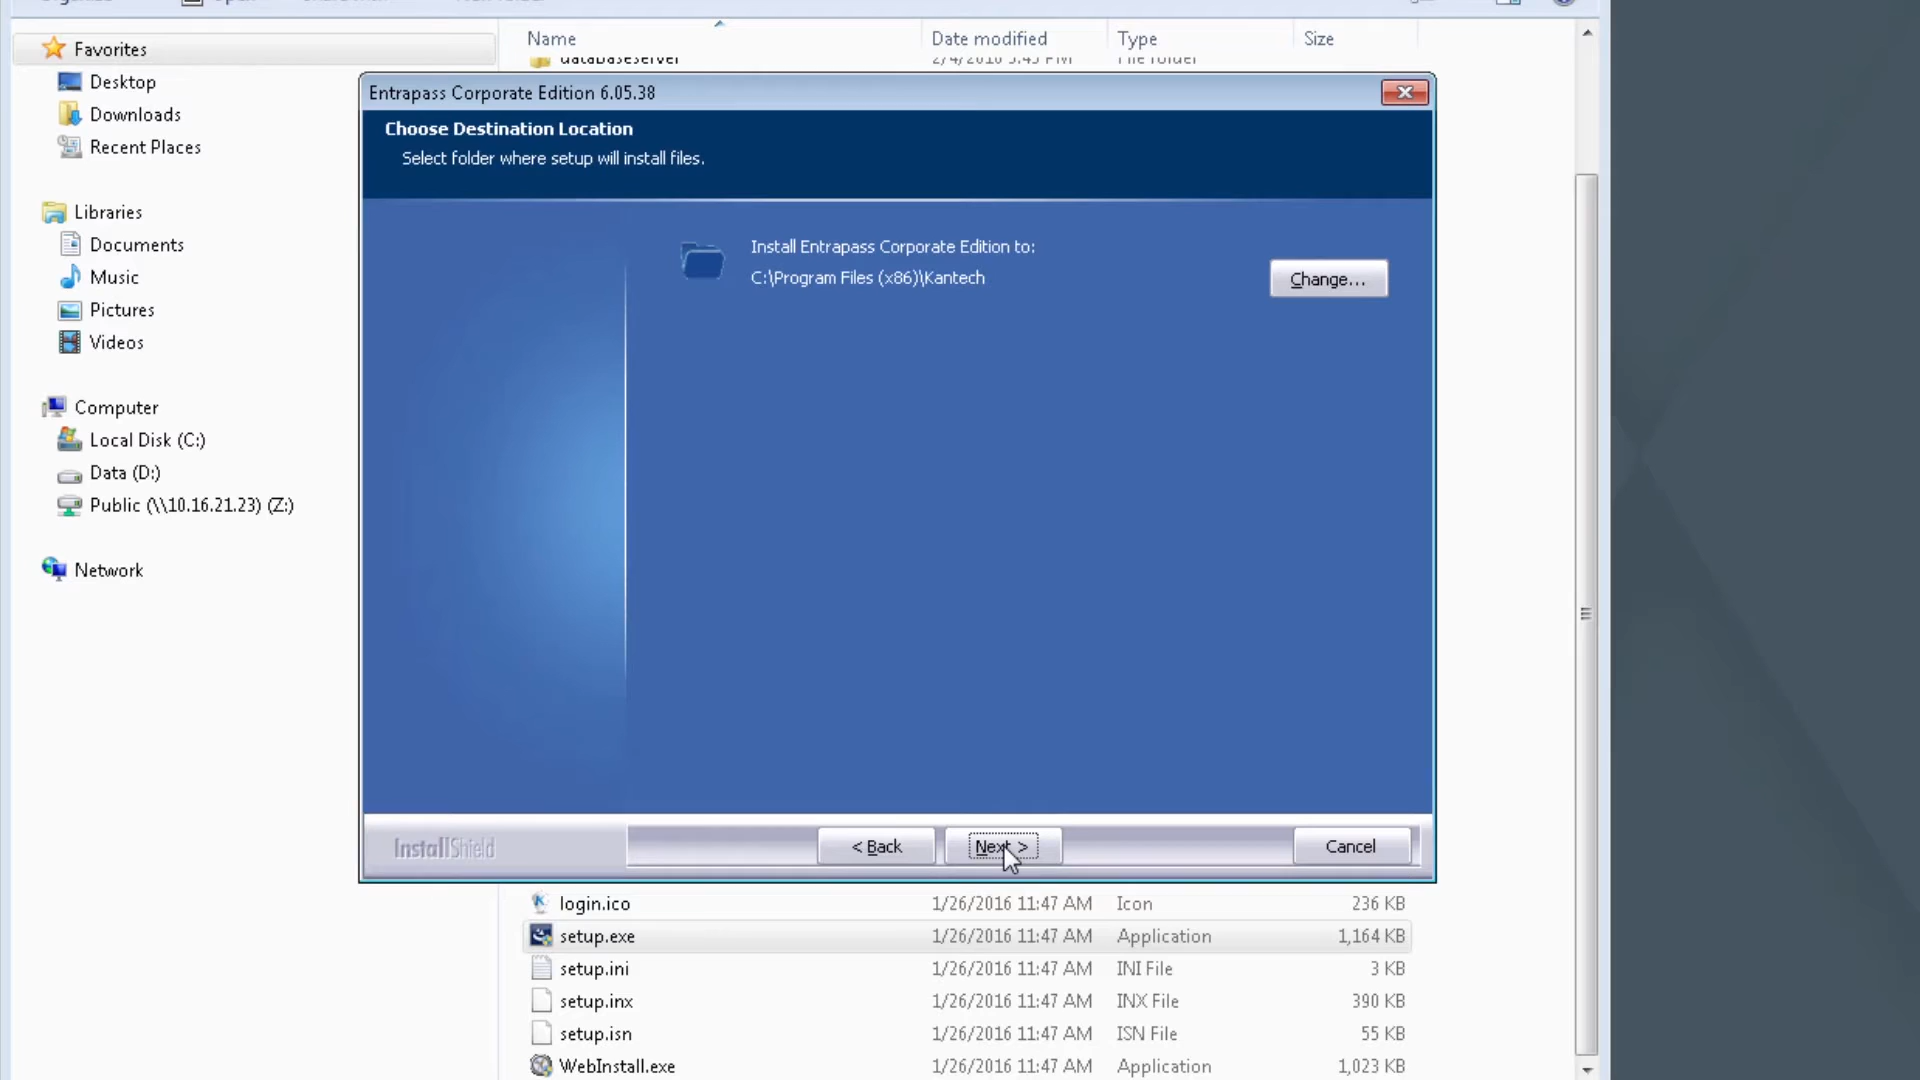 Name
Date modified
Type
Size
Favorites
Desktop
Downloads
Recent Places
Libraries
Documents
Music
Pictures
Videos
Computer
Local Disk (C:)
Data (D:)
Public (\\10.16.21.23) (Z:)
Network
databaseserver
Entrapass Corporate Edition 6.05.38
Choose Destination Location
Select folder where setup will install files.
Install Entrapass Corporate Edition to:
C:\Program Files (x86)\Kantech
Change...
InstallShield
< Back
Next >
Cancel
login.ico 1/26/2016 11:47 AM Icon 236 KB
setup.exe 1/26/2016 11:47 AM Application 1,164 KB
setup.ini 1/26/2016 11:47 AM INI File 3 KB
setup.inx 1/26/2016 11:47 AM INX File 390 KB
setup.isn 1/26/2016 11:47 AM ISN File 55 KB
WebInstall.exe 1/26/2016 11:47 AM Application 1,023 KB